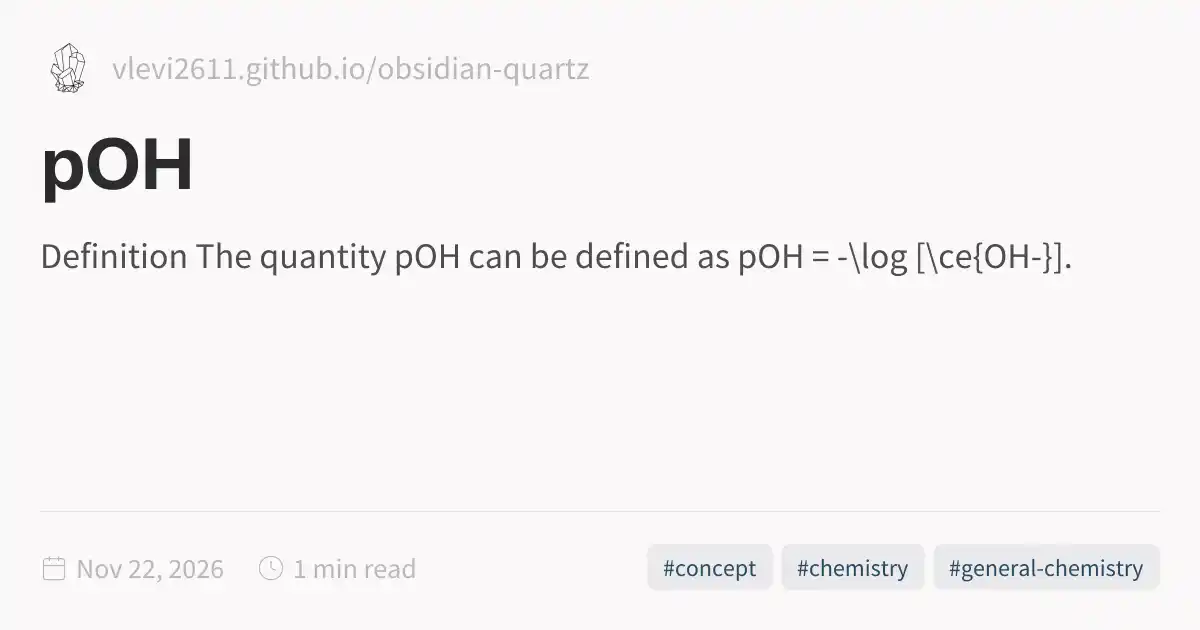 vlevi2611.github.io/obsidian-quartz
pOH
Definition The quantity pOH can be defined as pOH = -\log [\ce{OH-}].
Nov 22, 2026 1 min read #concept #chemistry #general-chemistry